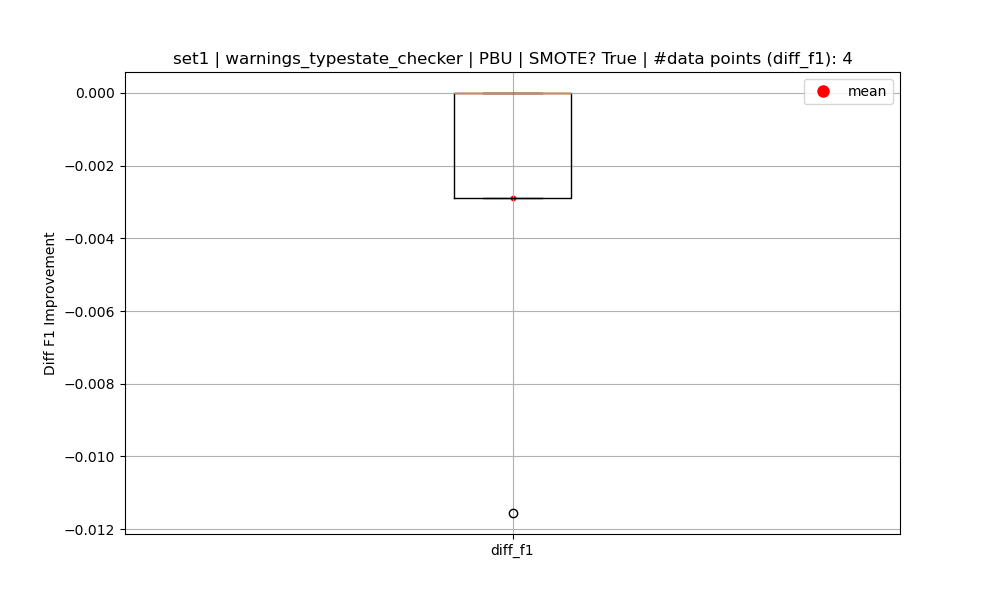 set1 | warnings_typestate_checker | PBU | SMOTE? True | #data points (diff_f1): 4
mean
0.000
−0.002
−0.004
−0.006
−0.008
−0.010
−0.012
Diff F1 Improvement
diff_f1